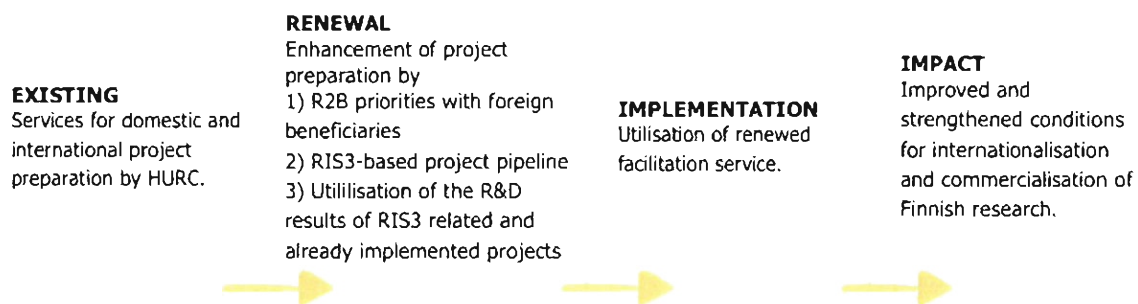 EXISTING
Services for domestic and
international project
preparation by HURC.
RENEWAL
Enhancement of project
preparation by
1) R2B priorities with foreign
beneficiaries
2) RIS3-based project pipeline
3) Utililisation of the R&D
results of RIS3 related and
already implemented projects
IMPLEMENTATION
Utilisation of renewed
facilitation service.
IMPACT
Improved and
strengthened conditions
for internationalisation
and commercialisation of
Finnish research.